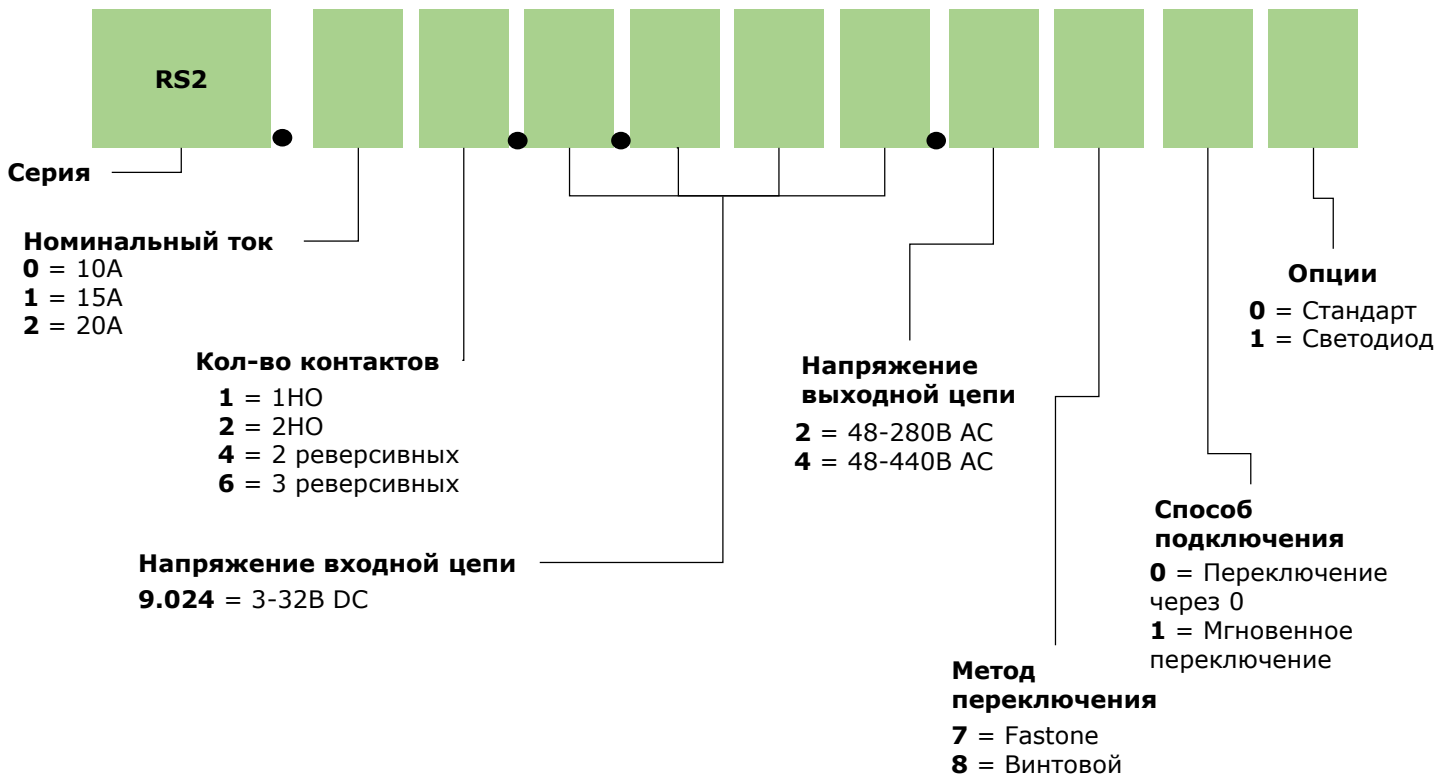 RS2
Серия
Номинальный ток
0 = 10А
1 = 15А
2 = 20А
Кол-во контактов
1 = 1НО
2 = 2НО
4 = 2 реверсивных
6 = 3 реверсивных
Напряжение входной цепи
9.024 = 3-32В DC
Напряжение
выходной цепи
2 = 48-280В AC
4 = 48-440В AC
Метод
переключения
7 = Fastone
8 = Винтовой
Способ
подключения
0 = Переключение
через 0
1 = Мгновенное
переключение
Опции
0 = Стандарт
1 = Светодиод